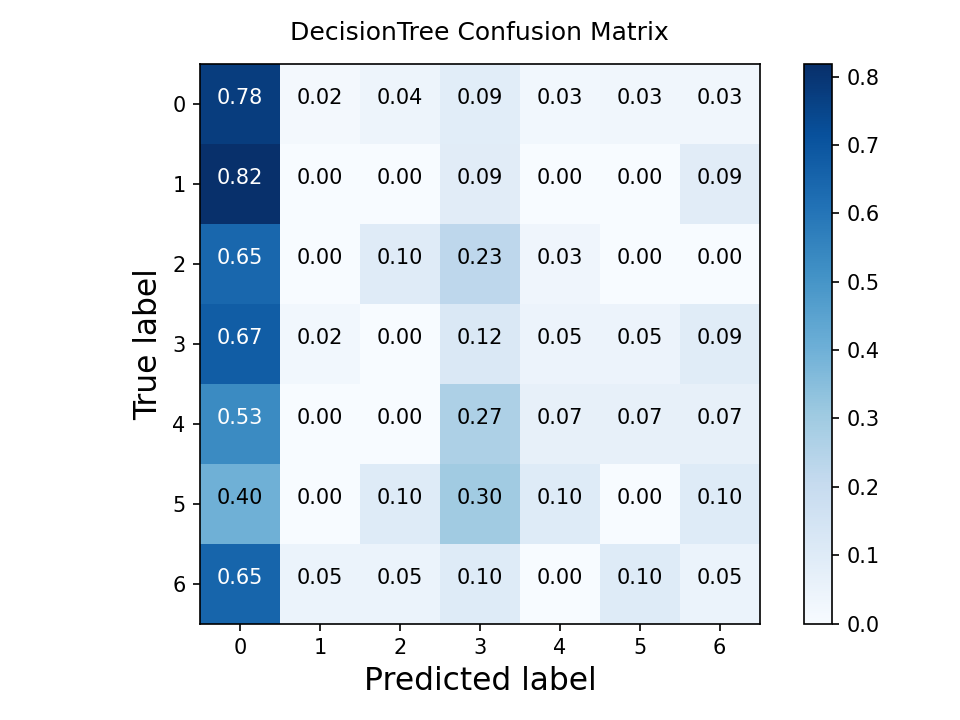 DecisionTree Confusion Matrix
0 0.78 0.02 0.04 0.09 0.03 0.03 0.03
1 0.82 0.00 0.00 0.09 0.00 0.00 0.09
2 0.65 0.00 0.10 0.23 0.03 0.00 0.00
3 0.67 0.02 0.00 0.12 0.05 0.05 0.09
4 0.53 0.00 0.00 0.27 0.07 0.07 0.07
5 0.40 0.00 0.10 0.30 0.10 0.00 0.10
6 0.65 0.05 0.05 0.10 0.00 0.10 0.05
0 1 2 3 4 5 6
Predicted label
True label
0.8
0.7
0.6
0.5
0.4
0.3
0.2
0.1
0.0